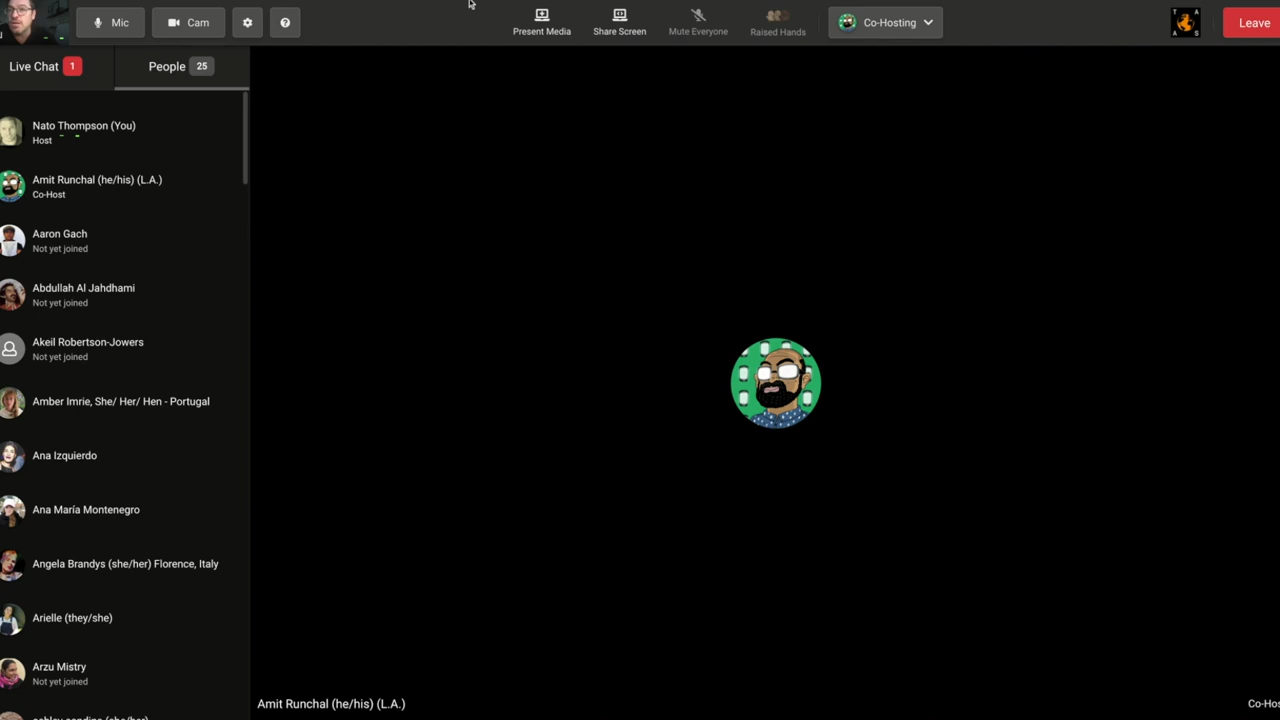 Mic
Cam
Present Media
Share Screen
Mute Everyone
Raised Hands
Co-Hosting
T A
A S
Leave
Live Chat 1
People 25
Nato Thompson (You)
Host
Amit Runchal (he/his) (L.A.)
Co-Host
Aaron Gach
Not yet joined
Abdullah Al Jahdhami
Not yet joined
Akeil Robertson-Jowers
Not yet joined
Amber Imrie, She/ Her/ Hen - Portugal
Ana Izquierdo
Ana María Montenegro
Angela Brandys (she/her) Florence, Italy
Arielle (they/she)
Arzu Mistry
Not yet joined
Amit Runchal (he/his) (L.A.)
Co-Hos